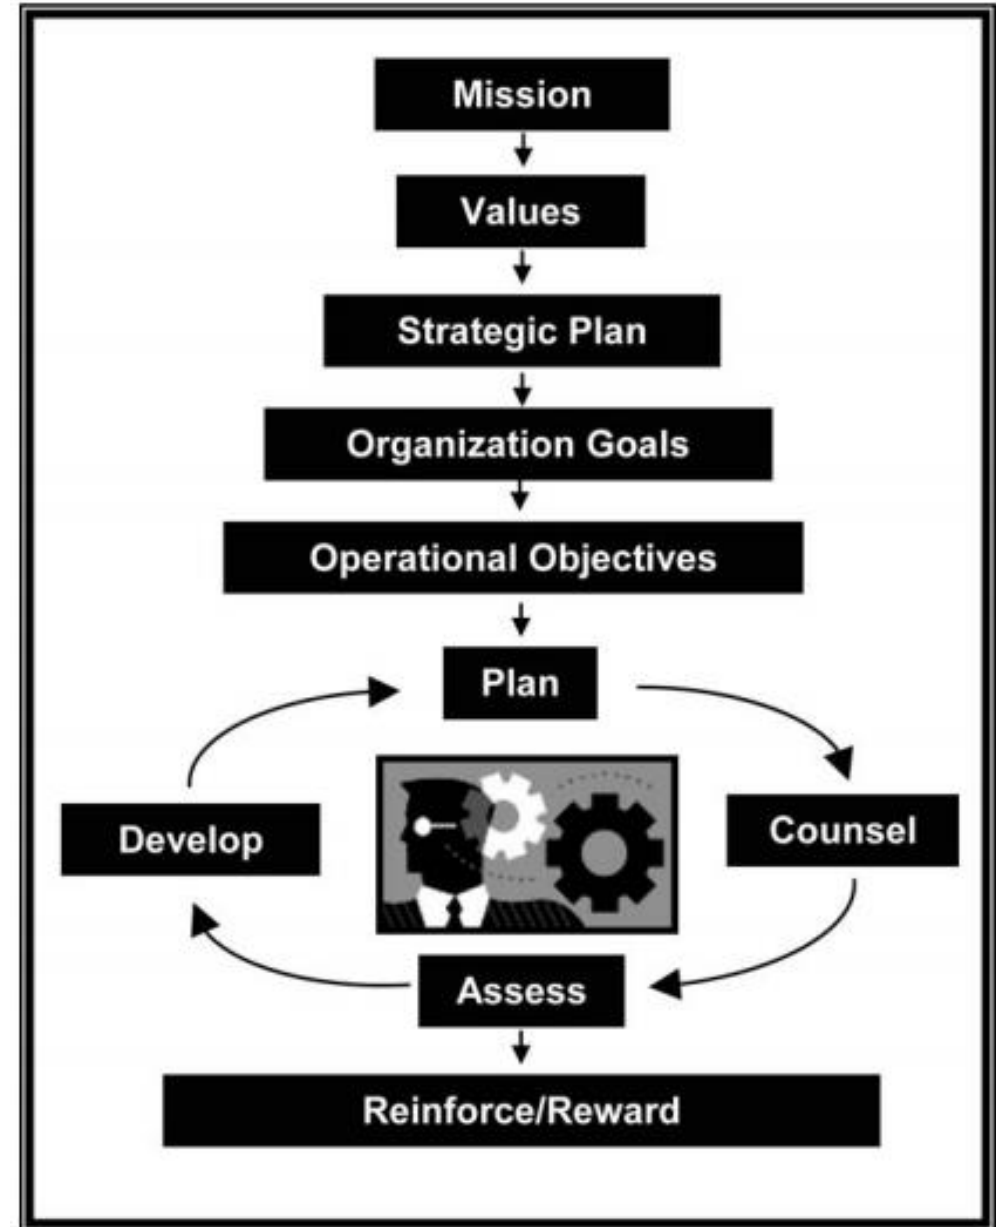 Mission
Values
Strategic Plan
Organization Goals
Operational Objectives
Plan
Develop
Counsel
Assess
Reinforce/Reward